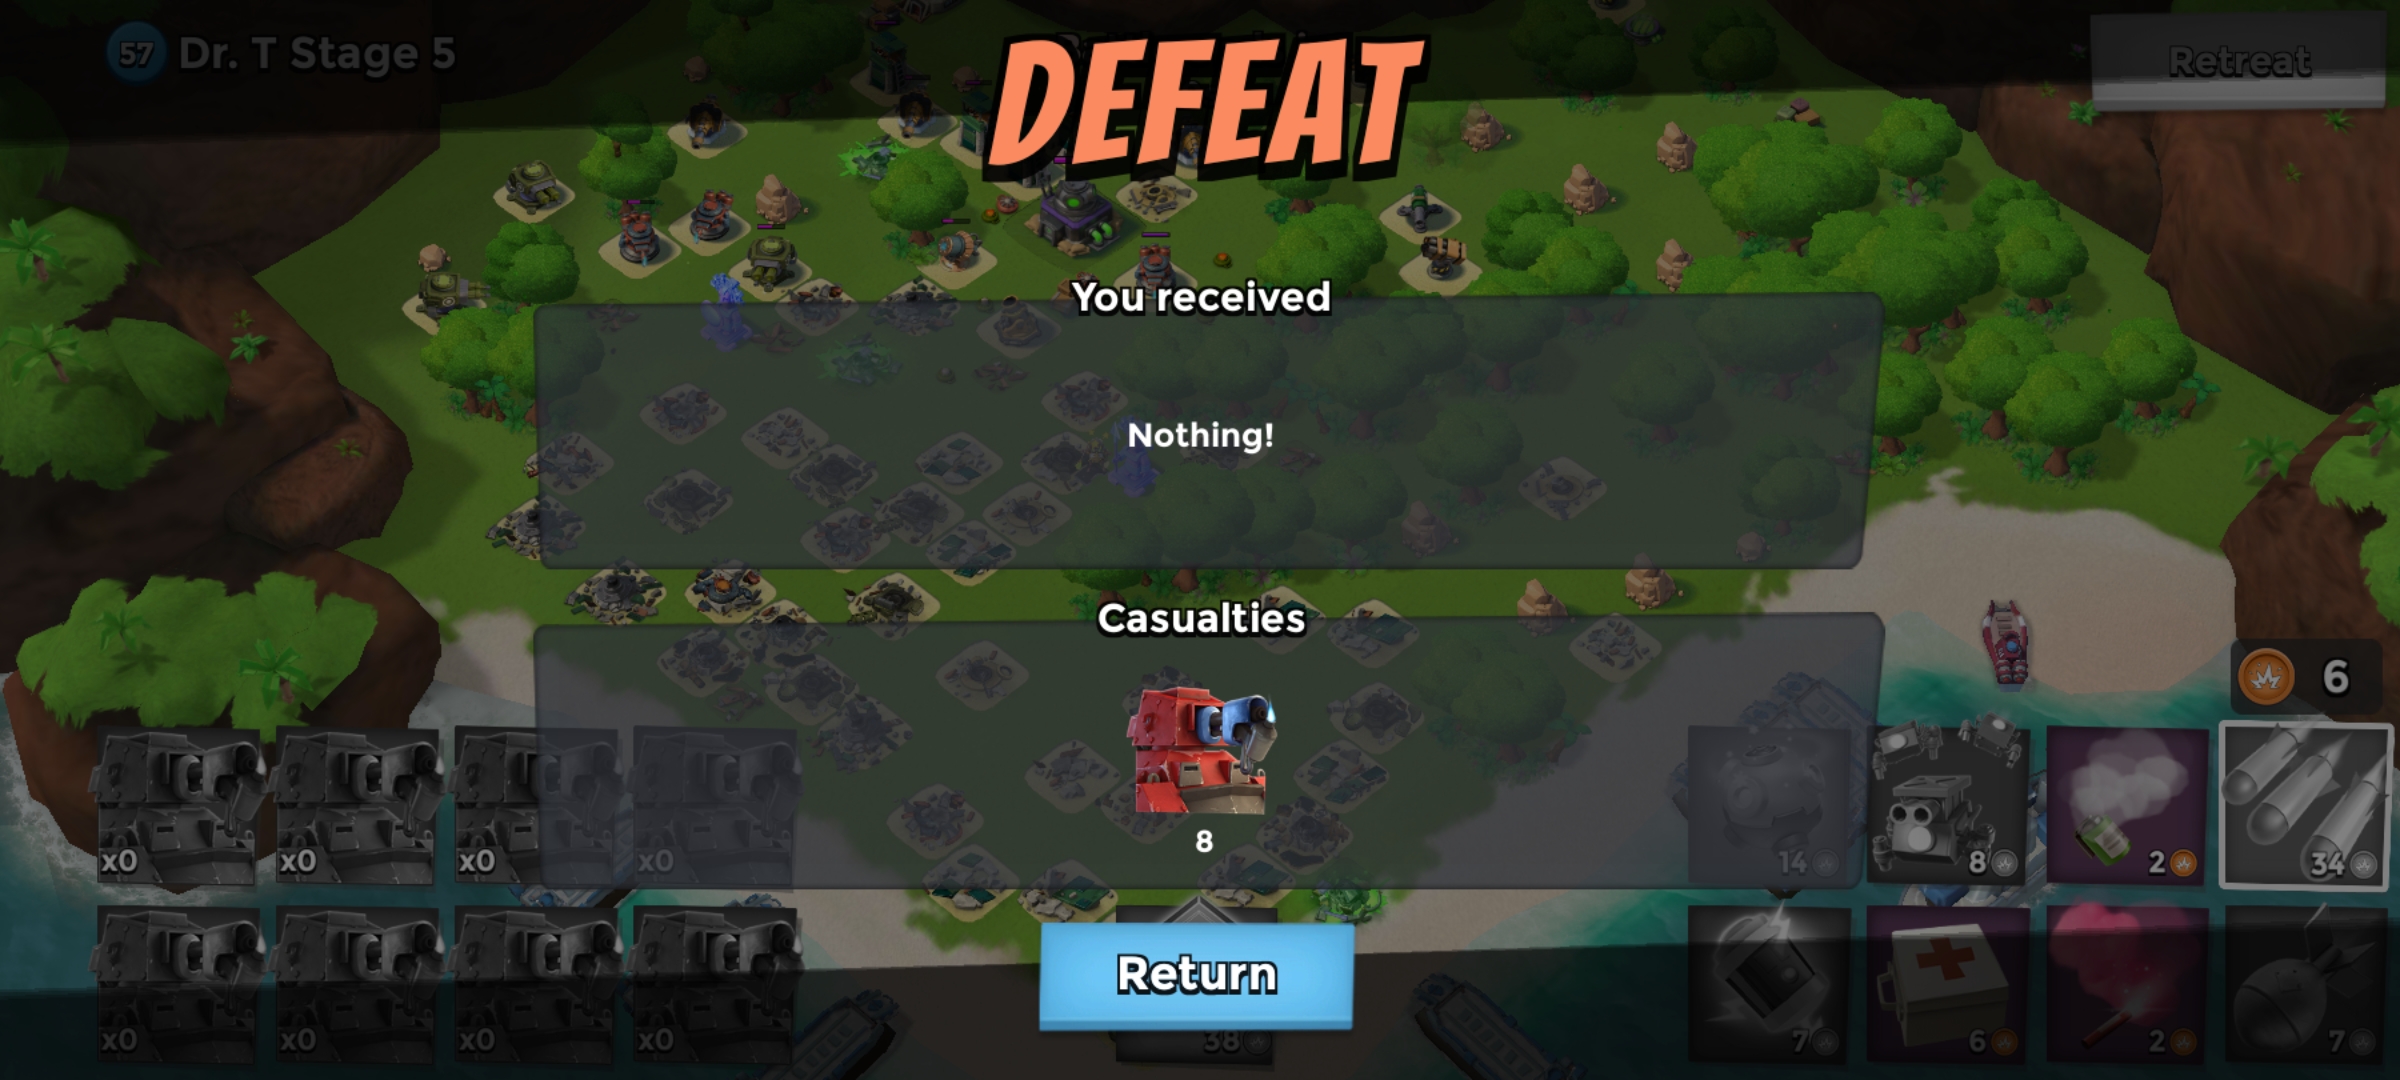 57 Dr. T Stage 5
DEFEAT
Retreat
You received
Nothing!
Casualties
8
6
x0 x0 x0 x0
14 8 2 34
Return
x0 x0 x0 x0
38
7 6 2 7